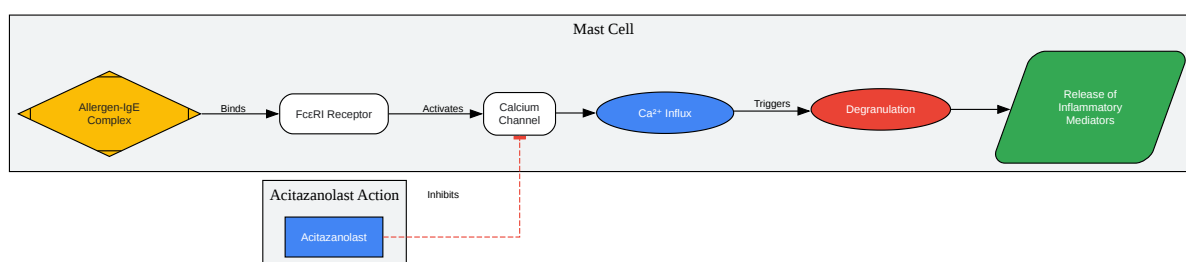 Mast Cell
Allergen-IgE
Complex
Binds
FcεRI Receptor
Activates
Calcium
Channel
Ca²⁺ Influx
Triggers
Degranulation
Release of
Inflammatory
Mediators
Acitazanolast Action
Inhibits
Acitazanolast